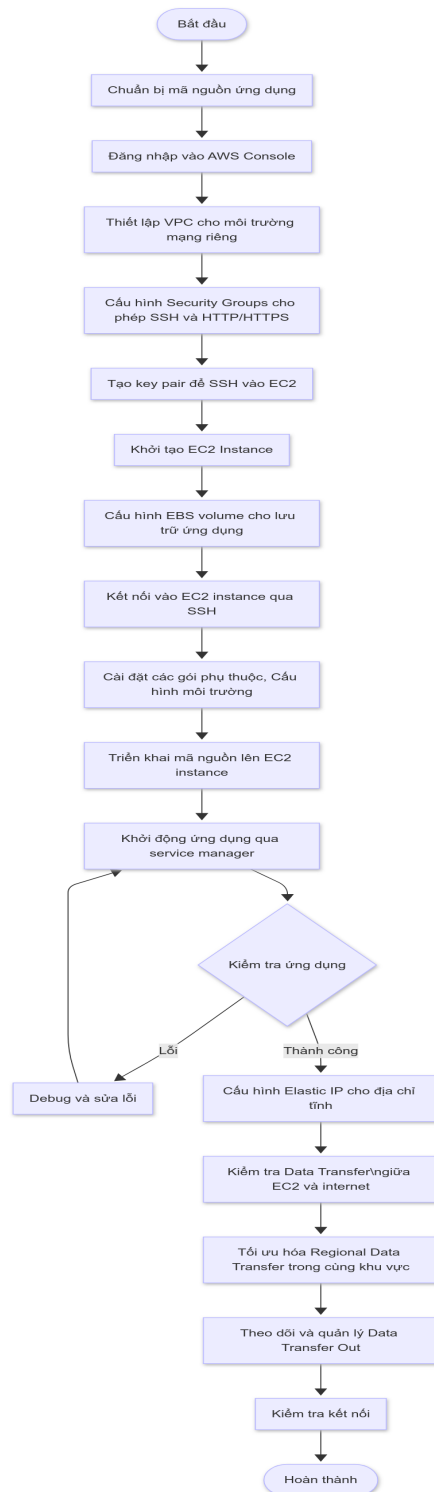 Bắt đầu
Chuẩn bị mã nguồn ứng dụng
Đăng nhập vào AWS Console
Thiết lập VPC cho môi trường
mạng riêng
Cấu hình Security Groups cho
phép SSH và HTTP/HTTPS
Tạo key pair để SSH vào EC2
Khởi tạo EC2 Instance
Cấu hình EBS volume cho lưu
trữ ứng dụng
Kết nối vào EC2 instance qua
SSH
Cài đặt các gói phụ thuộc, Cấu
hình môi trường
Triển khai mã nguồn lên EC2
instance
Khởi động ứng dụng qua
service manager
Kiểm tra ứng dụng
Lỗi
Thành công
Debug và sửa lỗi
Cấu hình Elastic IP cho địa chỉ
tĩnh
Kiểm tra Data Transfer\ngiữa
EC2 và internet
Tối ưu hóa Regional Data
Transfer trong cùng khu vực
Theo dõi và quản lý Data
Transfer Out
Kiểm tra kết nối
Hoàn thành